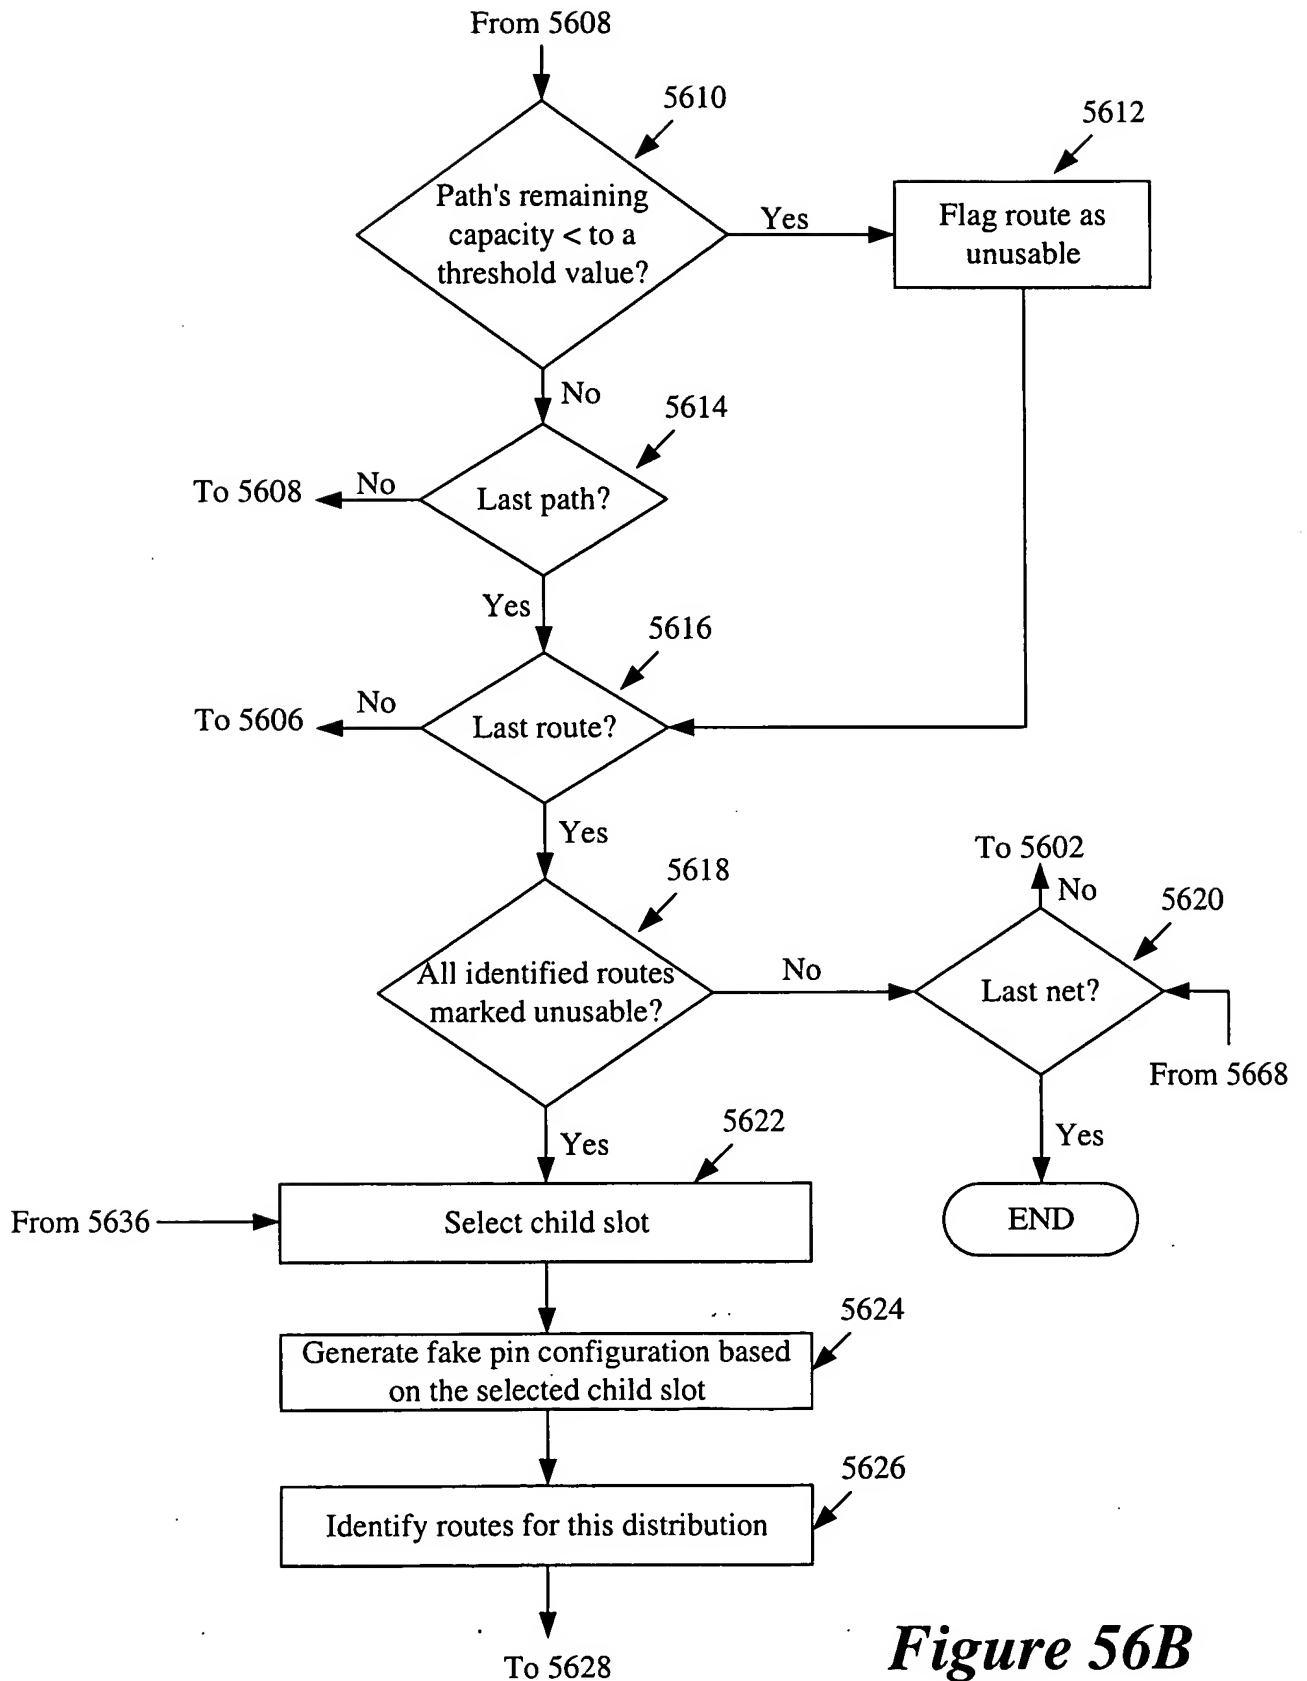 From 5608
5610
5612
Path's remaining
capacity < to a
threshold value?
Yes
Flag route as
unusable
No
5614
To 5608
No
Last path?
Yes
5616
To 5606
No
Last route?
Yes
To 5602
No
5618
5620
All identified routes
marked unusable?
No
Last net?
From 5668
Yes
Yes
5622
From 5636
Select child slot
END
5624
Generate fake pin configuration based
on the selected child slot
5626
Identify routes for this distribution
To 5628
Figure 56B